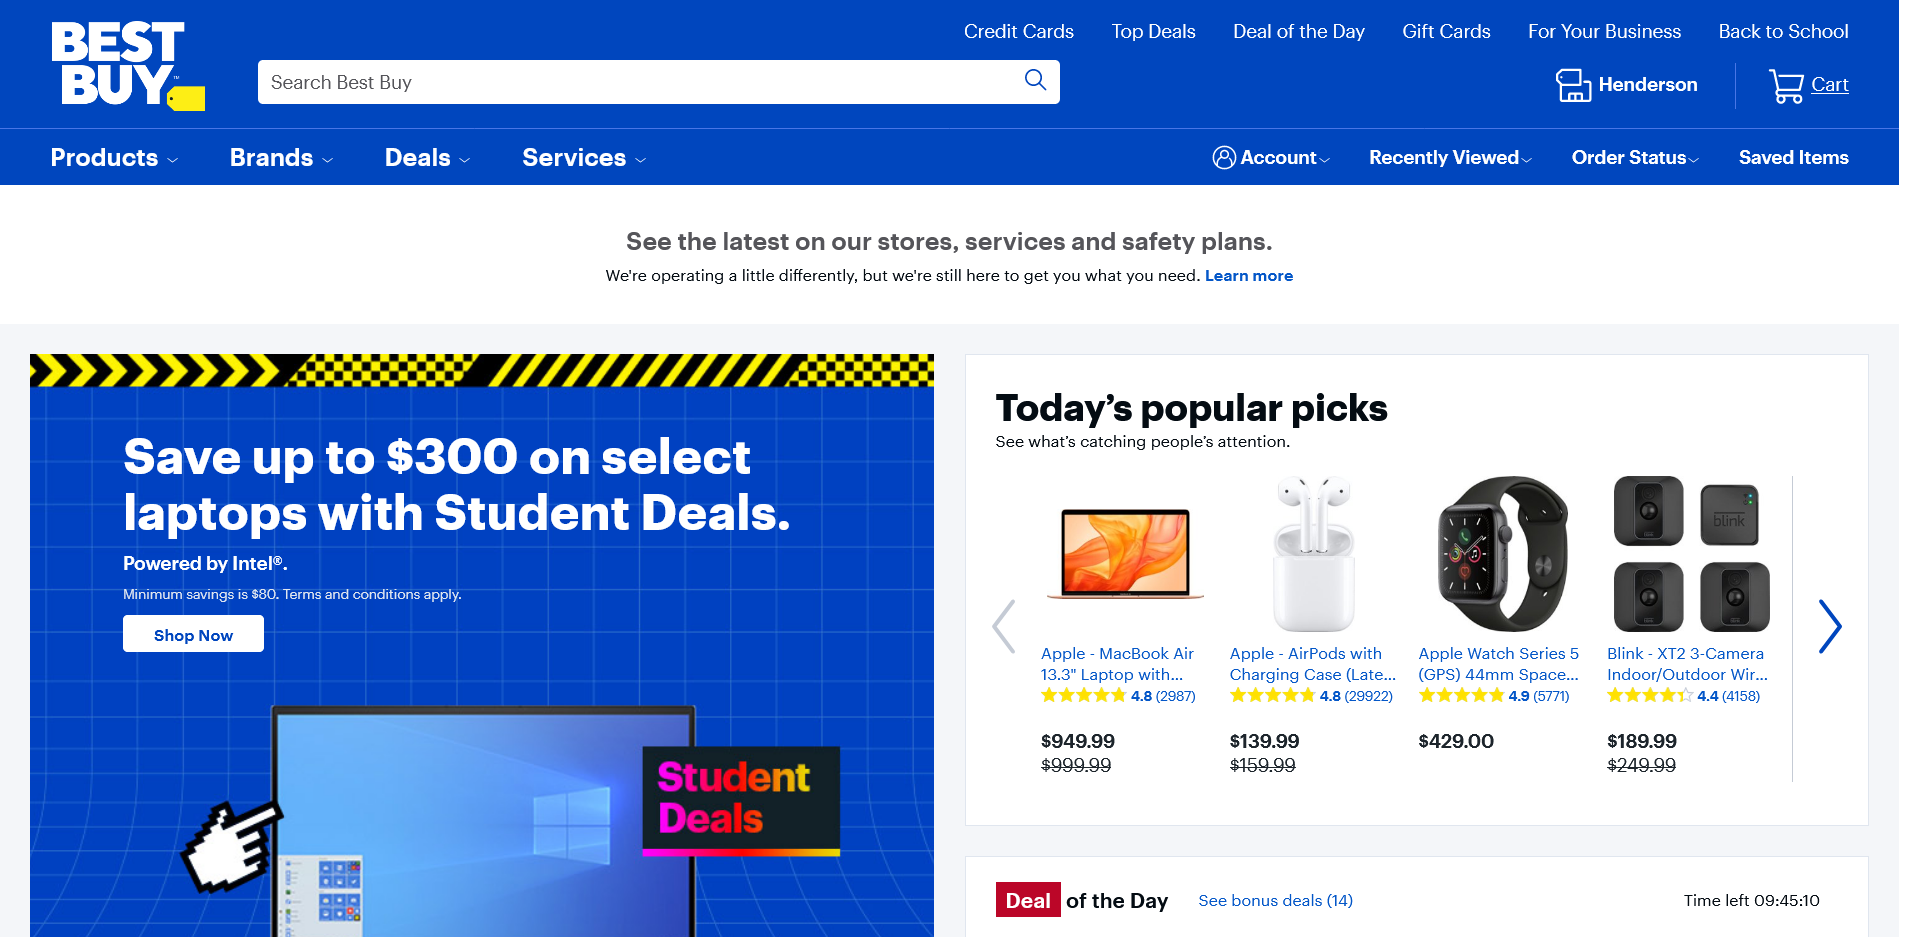 BEST
BUY™
Credit Cards
Top Deals
Deal of the Day
Gift Cards
For Your Business
Back to School
Search Best Buy
Henderson
Cart
Products
Brands
Deals
Services
Account
Recently Viewed
Order Status
Saved Items
See the latest on our stores, services and safety plans.
We're operating a little differently, but we're still here to get you what you need. Learn more
Save up to $300 on select
laptops with Student Deals.
Powered by Intel®.
Minimum savings is $80. Terms and conditions apply.
Shop Now
Student
Deals
Today’s popular picks
See what’s catching people’s attention.
blink
Apple - MacBook Air
13.3" Laptop with...
4.8 (2987)
$949.99
$999.99
Apple - AirPods with
Charging Case (Late...
4.8 (29922)
$139.99
$159.99
Apple Watch Series 5
(GPS) 44mm Space...
4.9 (5771)
$429.00
Blink - XT2 3-Camera
Indoor/Outdoor Wir...
4.4 (4158)
$189.99
$249.99
Deal of the Day
See bonus deals (14)
Time left 09:45:10